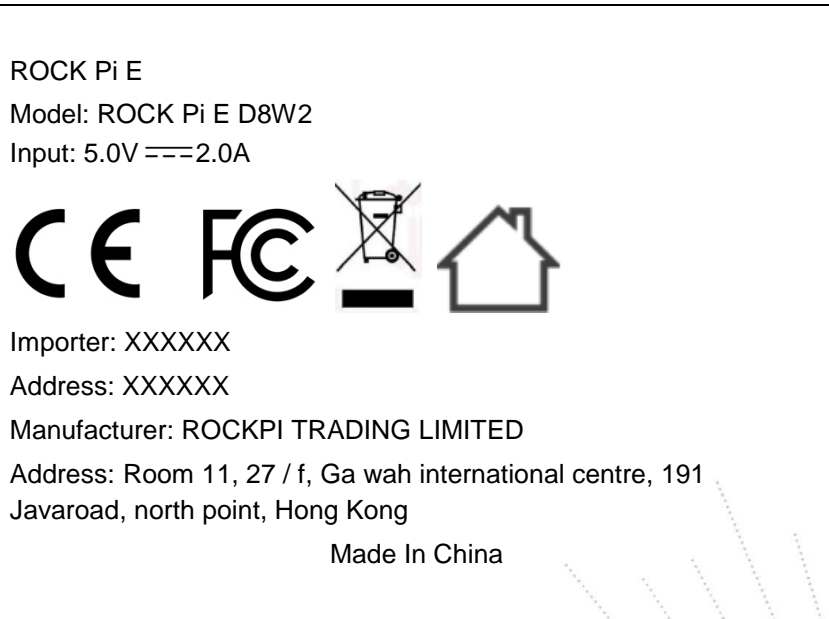 ROCK Pi E
Model: ROCK Pi E D8W2
Input: 5.0V ⎓2.0A
CE FC
Importer: XXXXXX
Address: XXXXXX
Manufacturer: ROCKPI TRADING LIMITED
Address: Room 11, 27 / f, Ga wah international centre, 191
Javaroad, north point, Hong Kong
Made In China